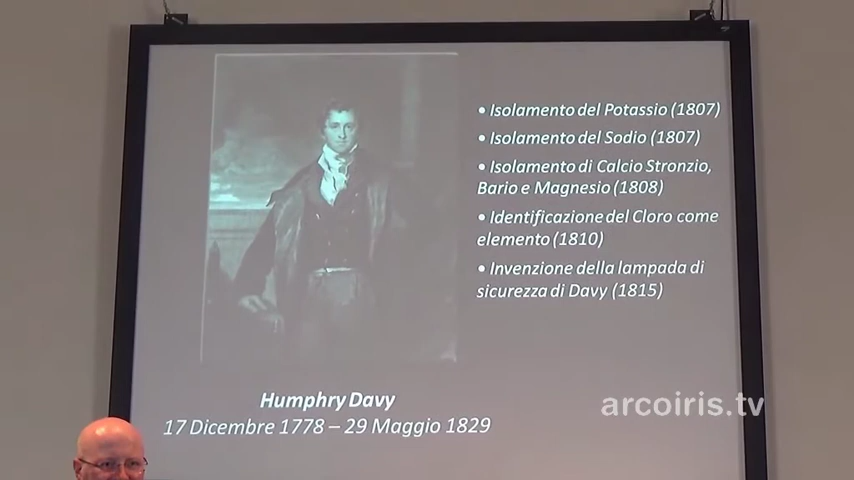 • Isolamento del Potassio (1807)
• Isolamento del Sodio (1807)
• Isolamento di Calcio Stronzio,
Bario e Magnesio (1808)
• Identificazione del Cloro come
elemento (1810)
• Invenzione della lampada di
sicurezza di Davy (1815)
Humphry Davy
17 Dicembre 1778 – 29 Maggio 1829
arcoiris.tv